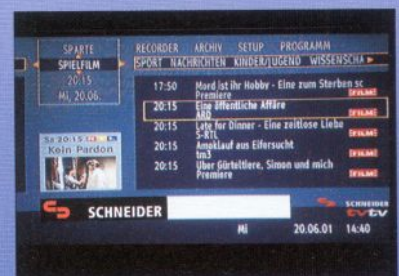 SPARTE
SPIELFILM
20:15
Mi, 20.06.
RECORDER ARCHIV SETUP PROGRAMM
SPORT NACHRICHTEN KINDER/JUGEND WISSENSCHA
17:50 Mord ist ihr Hobby - Eine zum Sterben sc
Premiere FILM
20:15 Eine öffentliche Affäre
ARD FILM
20:15 Late for Dinner - Eine zeitlose Liebe
S-RTL FILM
20:15 Amoklauf aus Eifersucht
tm3 FILM
20:15 Über Gürteltiere, Simon und mich
Premiere FILM
Sa 20:15
Kein Pardon
SCHNEIDER
SCHNEIDER
tvtv
Mi 20.06.01 14:40